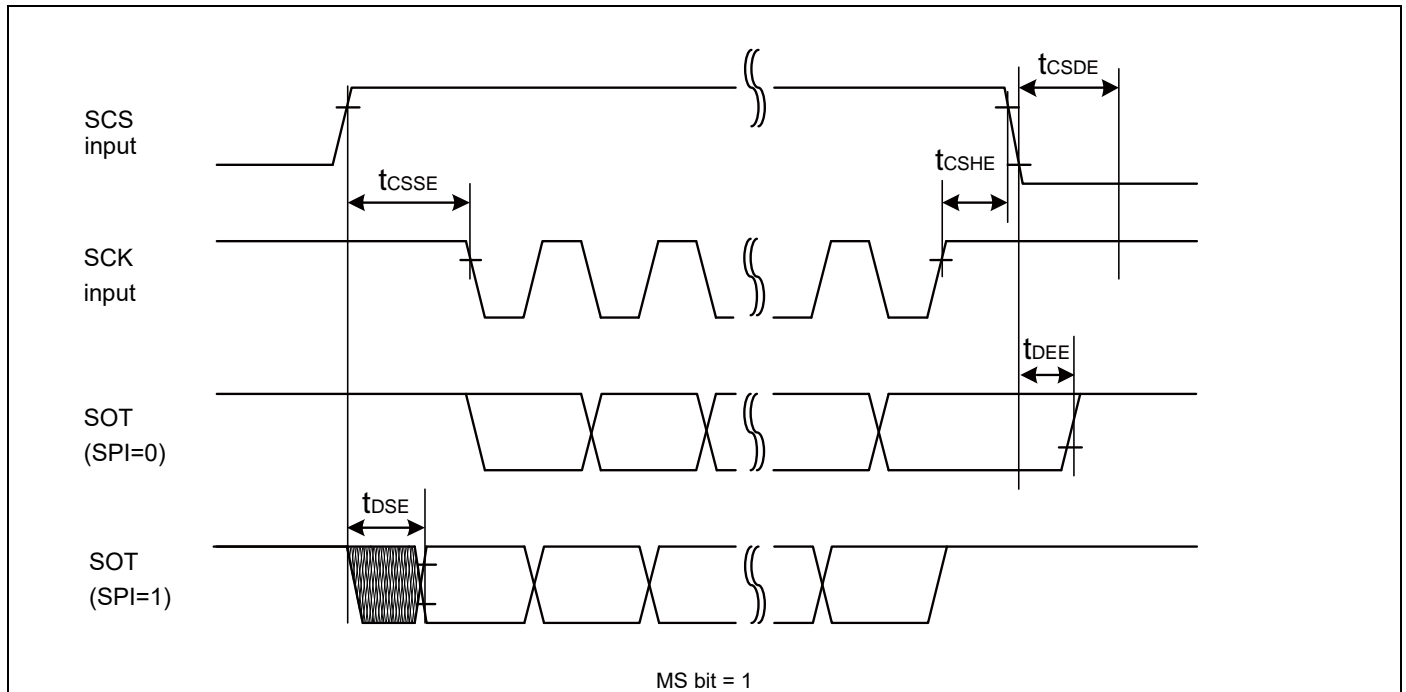 tCSDE
SCS
input
tCSHE
tCSSE
SCK
input
tDEE
SOT
(SPI=0)
tDSE
SOT
(SPI=1)
MS bit = 1